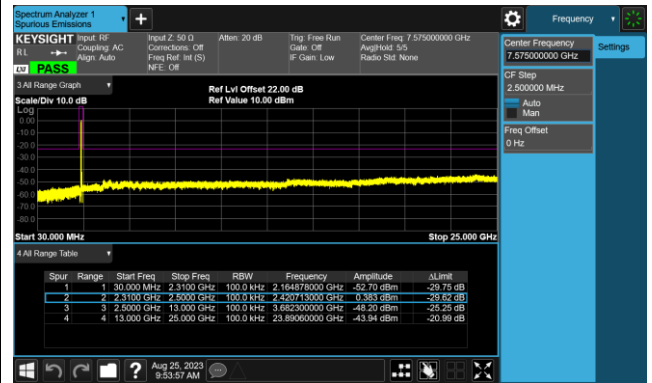 Spectrum Analyzer 1
Spurious Emissions
Frequency
KEYSIGHT Input: RF Input Z: 50 Ω Atten: 20 dB Trig: Free Run Center Freq: 7.575000000 GHz
RL Coupling: AC Corrections: Off Gate: Off Avg|Hold: 5/5
Align: Auto Freq Ref: Int (S) IF Gain: Low Radio Std: None
NFE: Off
LXI PASS
Center Frequency
7.575000000 GHz
Settings
CF Step
2.500000 MHz
Auto
Man
Freq Offset
0 Hz
3 All Range Graph
Ref Lvl Offset 22.00 dB
Scale/Div 10.0 dB Ref Value 10.00 dBm
Log
0.00
-10.0
-20.0
-30.0
-40.0
-50.0
-60.0
-70.0
-80.0
Start 30.000 MHz Stop 25.000 GHz
4 All Range Table
Spur Range Start Freq Stop Freq RBW Frequency Amplitude ΔLimit
1 1 30.000 MHz 2.3100 GHz 100.0 kHz 2.164878000 GHz -52.70 dBm -29.75 dB
2 2 2.3100 GHz 2.5000 GHz 100.0 kHz 2.420713000 GHz 0.383 dBm -29.62 dB
3 3 2.5000 GHz 13.000 GHz 100.0 kHz 3.682300000 GHz -48.20 dBm -25.25 dB
4 4 13.000 GHz 25.000 GHz 100.0 kHz 23.89060000 GHz -43.94 dBm -20.99 dB
Aug 25, 2023
9:53:57 AM